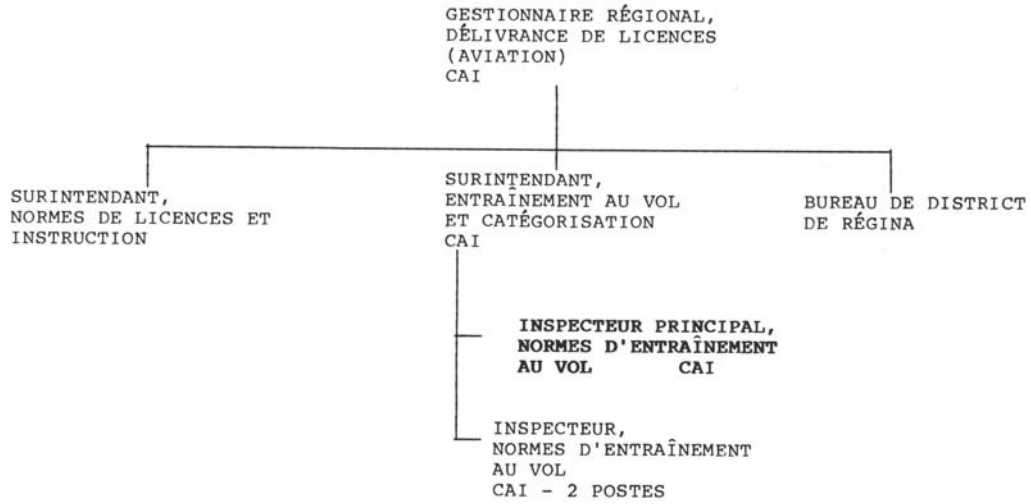 GESTIONNAIRE RÉGIONAL,
DÉLIVRANCE DE LICENCES
(AVIATION)
CAI
SURINTENDANT,
NORMES DE LICENCES ET
INSTRUCTION
SURINTENDANT,
ENTRAÎNEMENT AU VOL
ET CATÉGORISATION
CAI
BUREAU DE DISTRICT
DE RÉGINA
INSPECTEUR PRINCIPAL,
NORMES D'ENTRAÎNEMENT
AU VOL CAI
INSPECTEUR,
NORMES D'ENTRAÎNEMENT
AU VOL
CAI - 2 POSTES